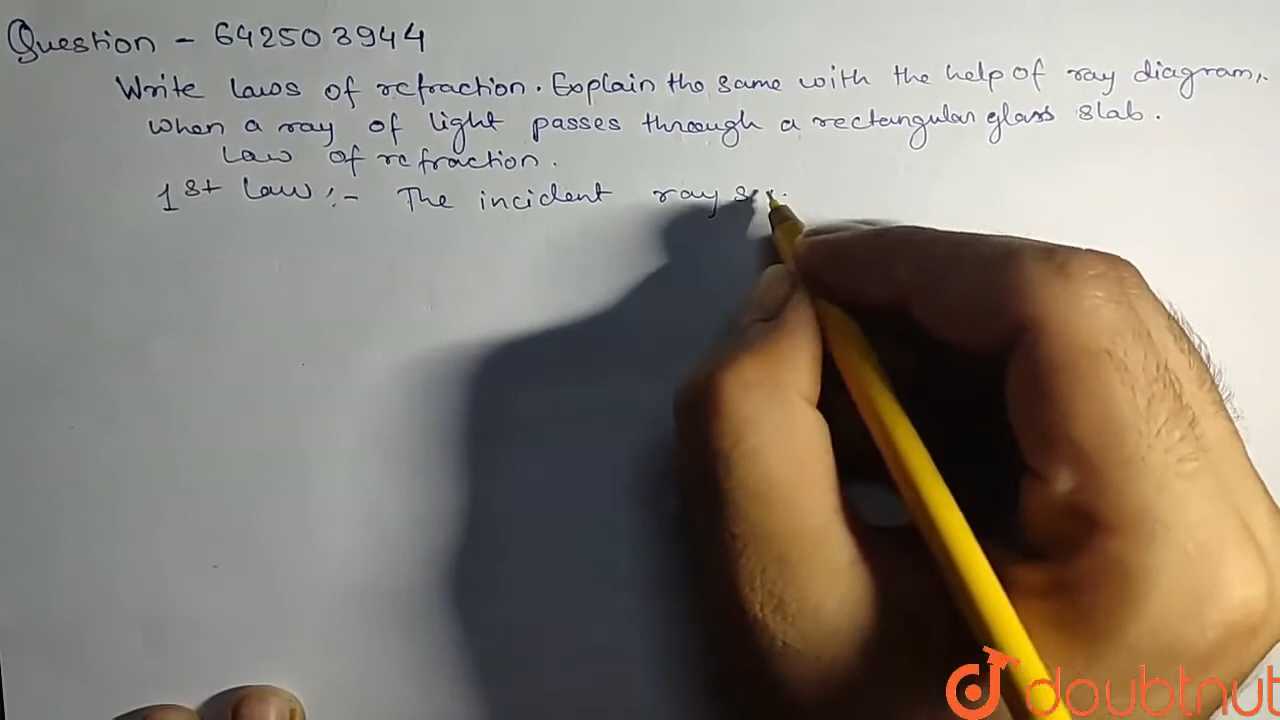 Question - 642503944
Write laws of refraction. Explain the same with the help of ray diagram,
when a ray of light passes through a rectangular glass slab.
Law of refraction.
1st Law :- The incident ray
doubtnut